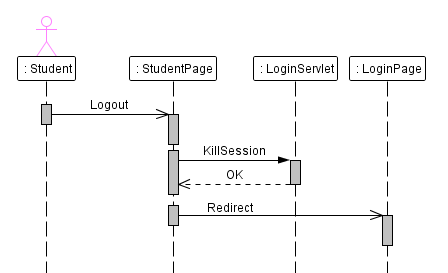 : Student
: StudentPage
: LoginServlet
: LoginPage
Logout
KillSession
OK
Redirect